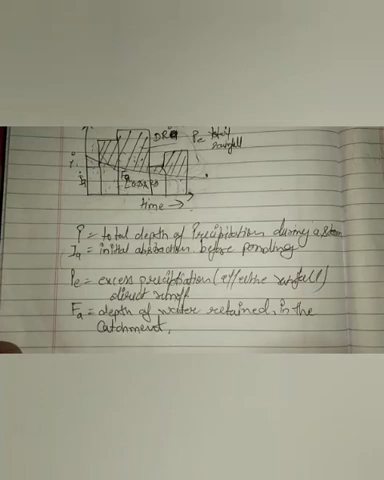 DRO
Pe
rainfall
i
Losses
time →
P = total depth of Precipitation during a storm
Ia = initial abstraction before ponding
Pe = excess precipitation (effective rainfall)
direct runoff
Fa = depth of water retained in the
Catchment,